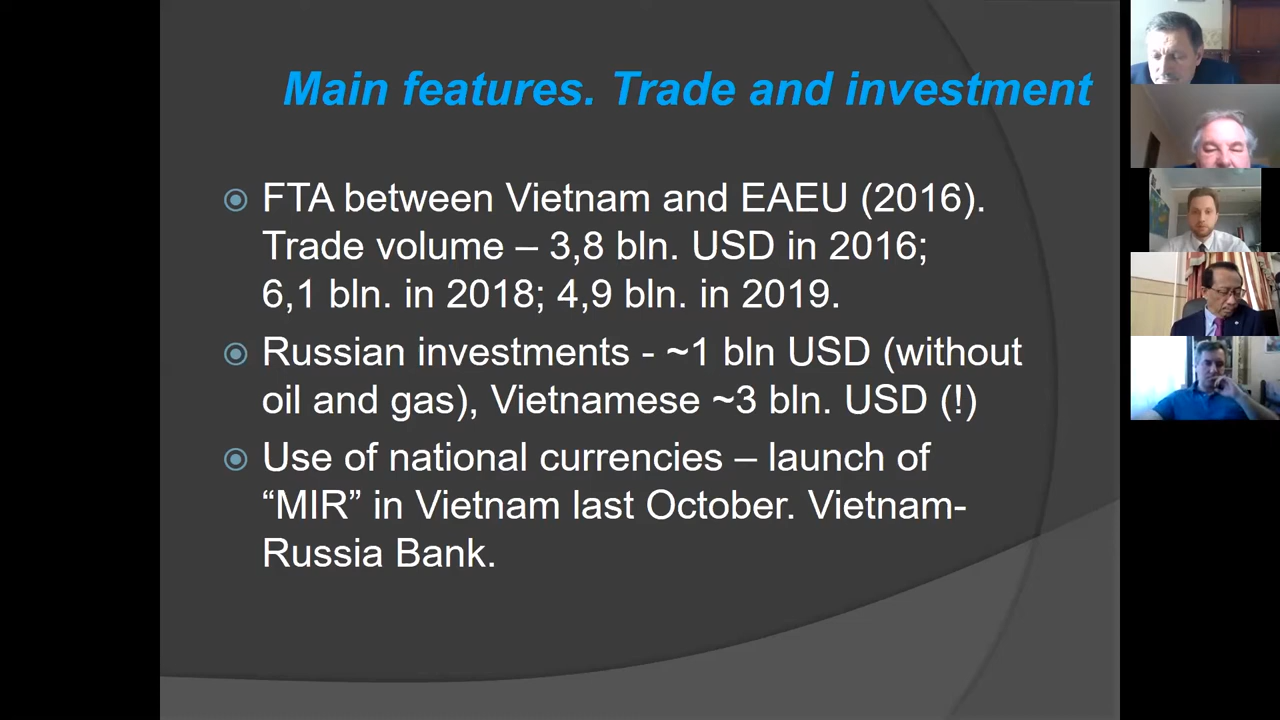 Main features. Trade and investment
FTA between Vietnam and EAEU (2016).
Trade volume – 3,8 bln. USD in 2016;
6,1 bln. in 2018; 4,9 bln. in 2019.
Russian investments - ~1 bln USD (without
oil and gas), Vietnamese ~3 bln. USD (!)
Use of national currencies – launch of
“MIR” in Vietnam last October. Vietnam-
Russia Bank.